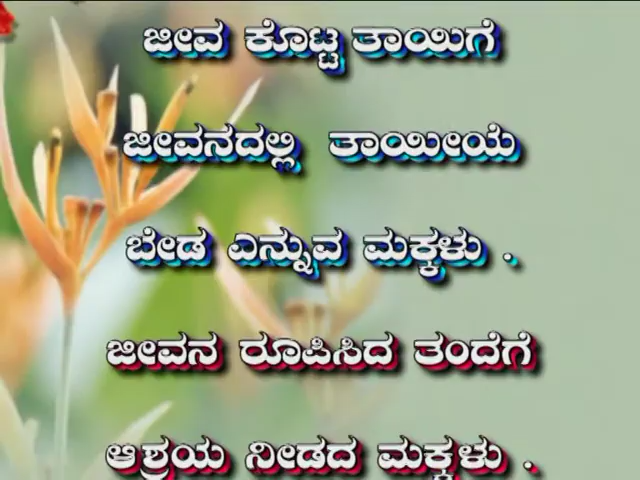 ಜೀವ ಕೊಟ್ಟ ತಾಯಿಗೆ
ಜೀವನದಲ್ಲಿ ತಾಯೀಯೆ
ಬೇಡ ಎನ್ನುವ ಮಕ್ಕಳು .
ಜೀವನ ರೂಪಿಸಿದ ತಂದೆಗೆ
ಆಶ್ರಯ ನೀಡದ ಮಕ್ಕಳು .